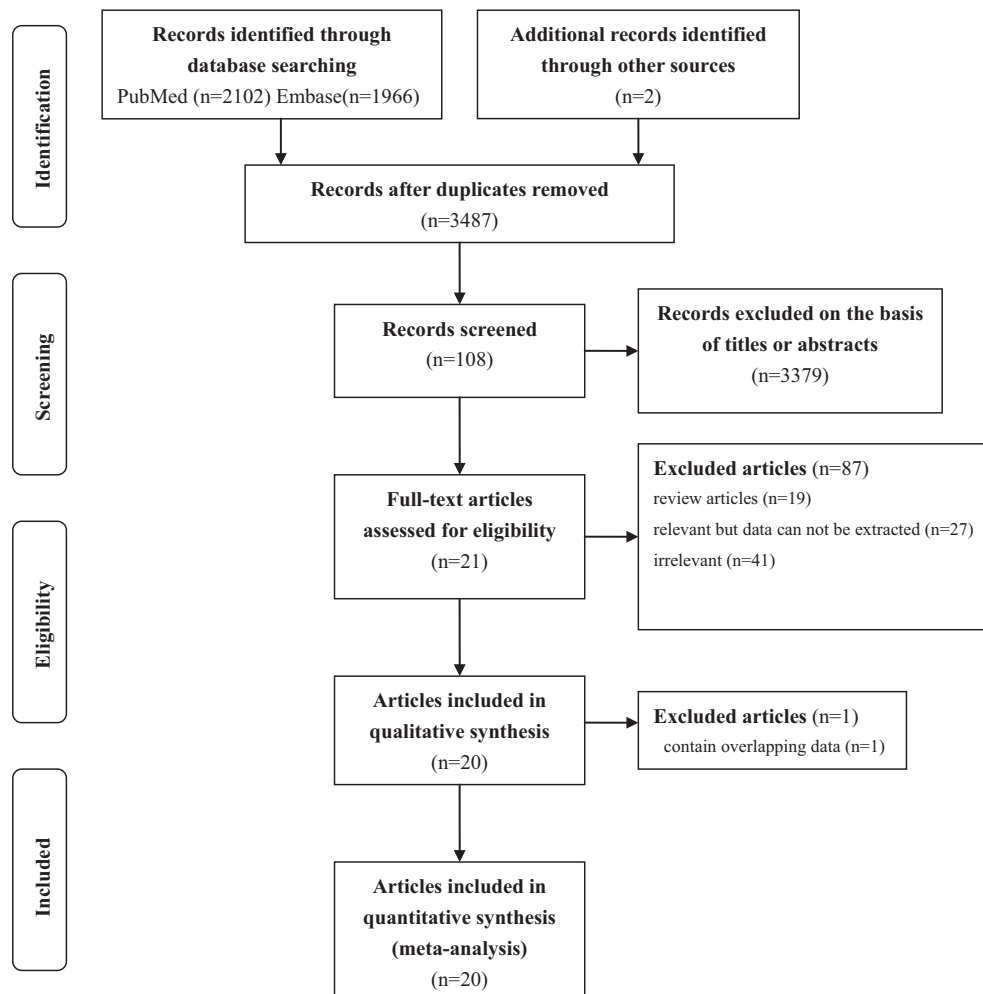 Identification
Records identified through
database searching
PubMed (n=2102) Embase(n=1966)
Additional records identified
through other sources
(n=2)
Records after duplicates removed
(n=3487)
Screening
Records screened
(n=108)
Records excluded on the basis
of titles or abstracts
(n=3379)
Eligibility
Full-text articles
assessed for eligibility
(n=21)
Excluded articles (n=87)
review articles (n=19)
relevant but data can not be extracted (n=27)
irrelevant (n=41)
Articles included in
qualitative synthesis
(n=20)
Excluded articles (n=1)
contain overlapping data (n=1)
Included
Articles included in
quantitative synthesis
(meta-analysis)
(n=20)